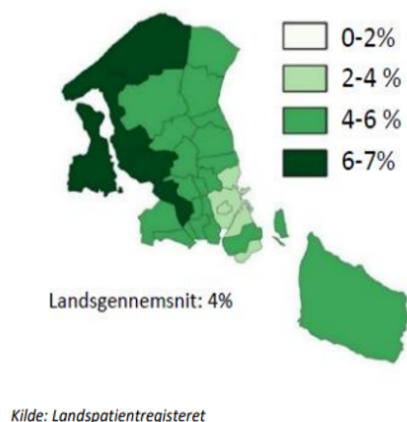 0-2%
2-4 %
4-6 %
6-7%
Landsgennemsnit: 4%
Kilde: Landspatientregisteret